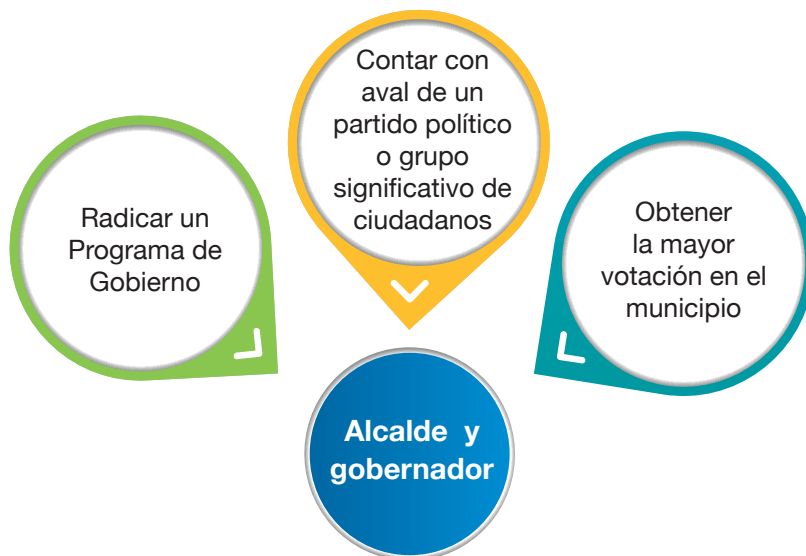 Radicar un
Programa de
Gobierno
Contar con
aval de un
partido político
o grupo
significativo de
ciudadanos
Obtener
la mayor
votación en el
municipio
Alcalde y
gobernador